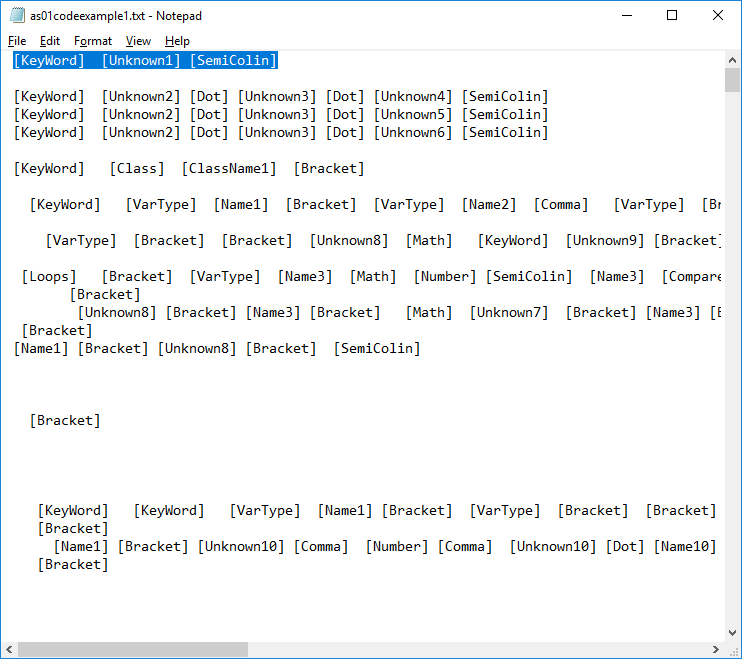 as01codeexample1.txt - Notepad
File Edit Format View Help
[KeyWord] [Unknown1] [SemiColin]
[KeyWord] [Unknown2] [Dot] [Unknown3] [Dot] [Unknown4] [SemiColin]
[KeyWord] [Unknown2] [Dot] [Unknown3] [Dot] [Unknown5] [SemiColin]
[KeyWord] [Unknown2] [Dot] [Unknown3] [Dot] [Unknown6] [SemiColin]
[KeyWord] [Class] [ClassName1] [Bracket]
[KeyWord] [VarType] [Name1] [Bracket] [VarType] [Name2] [Comma] [VarType] [Br
[VarType] [Bracket] [Bracket] [Unknown8] [Math] [KeyWord] [Unknown9] [Bracket]
[Loops] [Bracket] [VarType] [Name3] [Math] [Number] [SemiColin] [Name3] [Compare
[Bracket]
[Unknown8] [Bracket] [Name3] [Bracket] [Math] [Unknown7] [Bracket] [Name3] [B
[Bracket]
[Name1] [Bracket] [Unknown8] [Bracket] [SemiColin]
[Bracket]
[KeyWord] [KeyWord] [VarType] [Name1] [Bracket] [VarType] [Bracket] [Bracket]
[Bracket]
[Name1] [Bracket] [Unknown10] [Comma] [Number] [Comma] [Unknown10] [Dot] [Name10]
[Bracket]